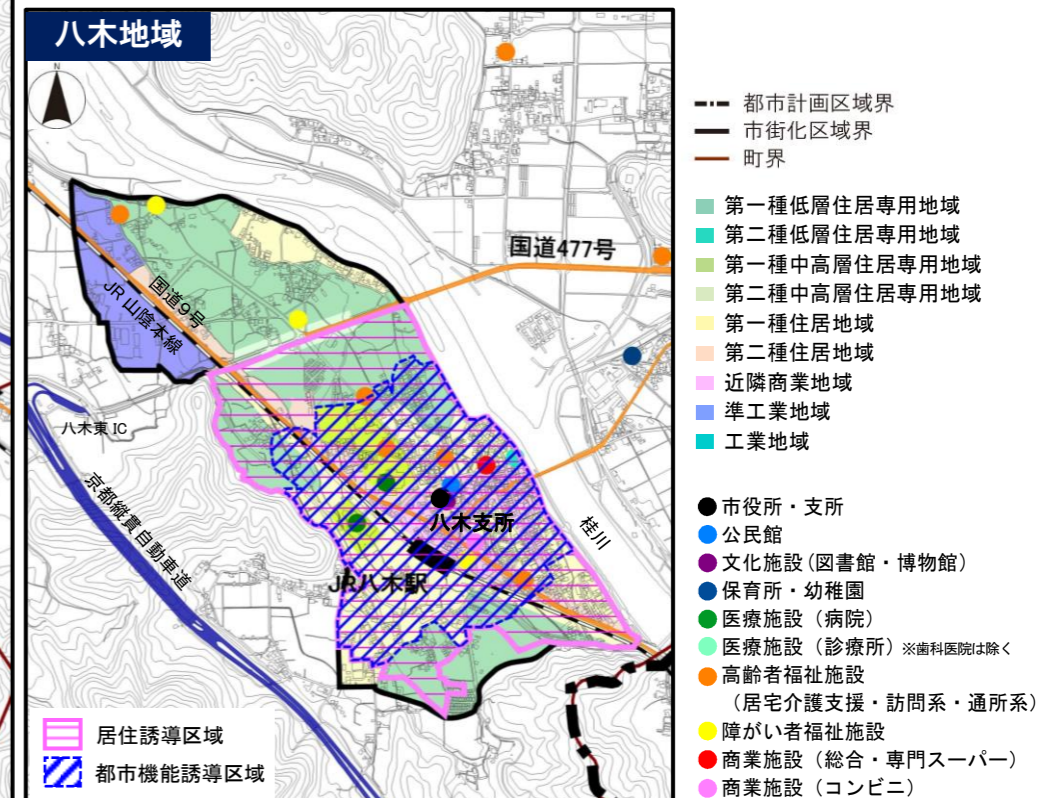 八木地域
N
国道477号
国道9号
JR 山陰本線
八木東 IC
京都縦貫自動車道
八木支所
桂川
JR八木駅
居住誘導区域
都市機能誘導区域
都市計画区域界
市街化区域界
町界
第一種低層住居専用地域
第二種低層住居専用地域
第一種中高層住居専用地域
第二種中高層住居専用地域
第一種住居地域
第二種住居地域
近隣商業地域
準工業地域
工業地域
市役所・支所
公民館
文化施設(図書館・博物館)
保育所・幼稚園
医療施設(病院)
医療施設(診療所)※歯科医院は除く
高齢者福祉施設
(居宅介護支援・訪問系・通所系)
障がい者福祉施設
商業施設(総合・専門スーパー)
商業施設(コンビニ)